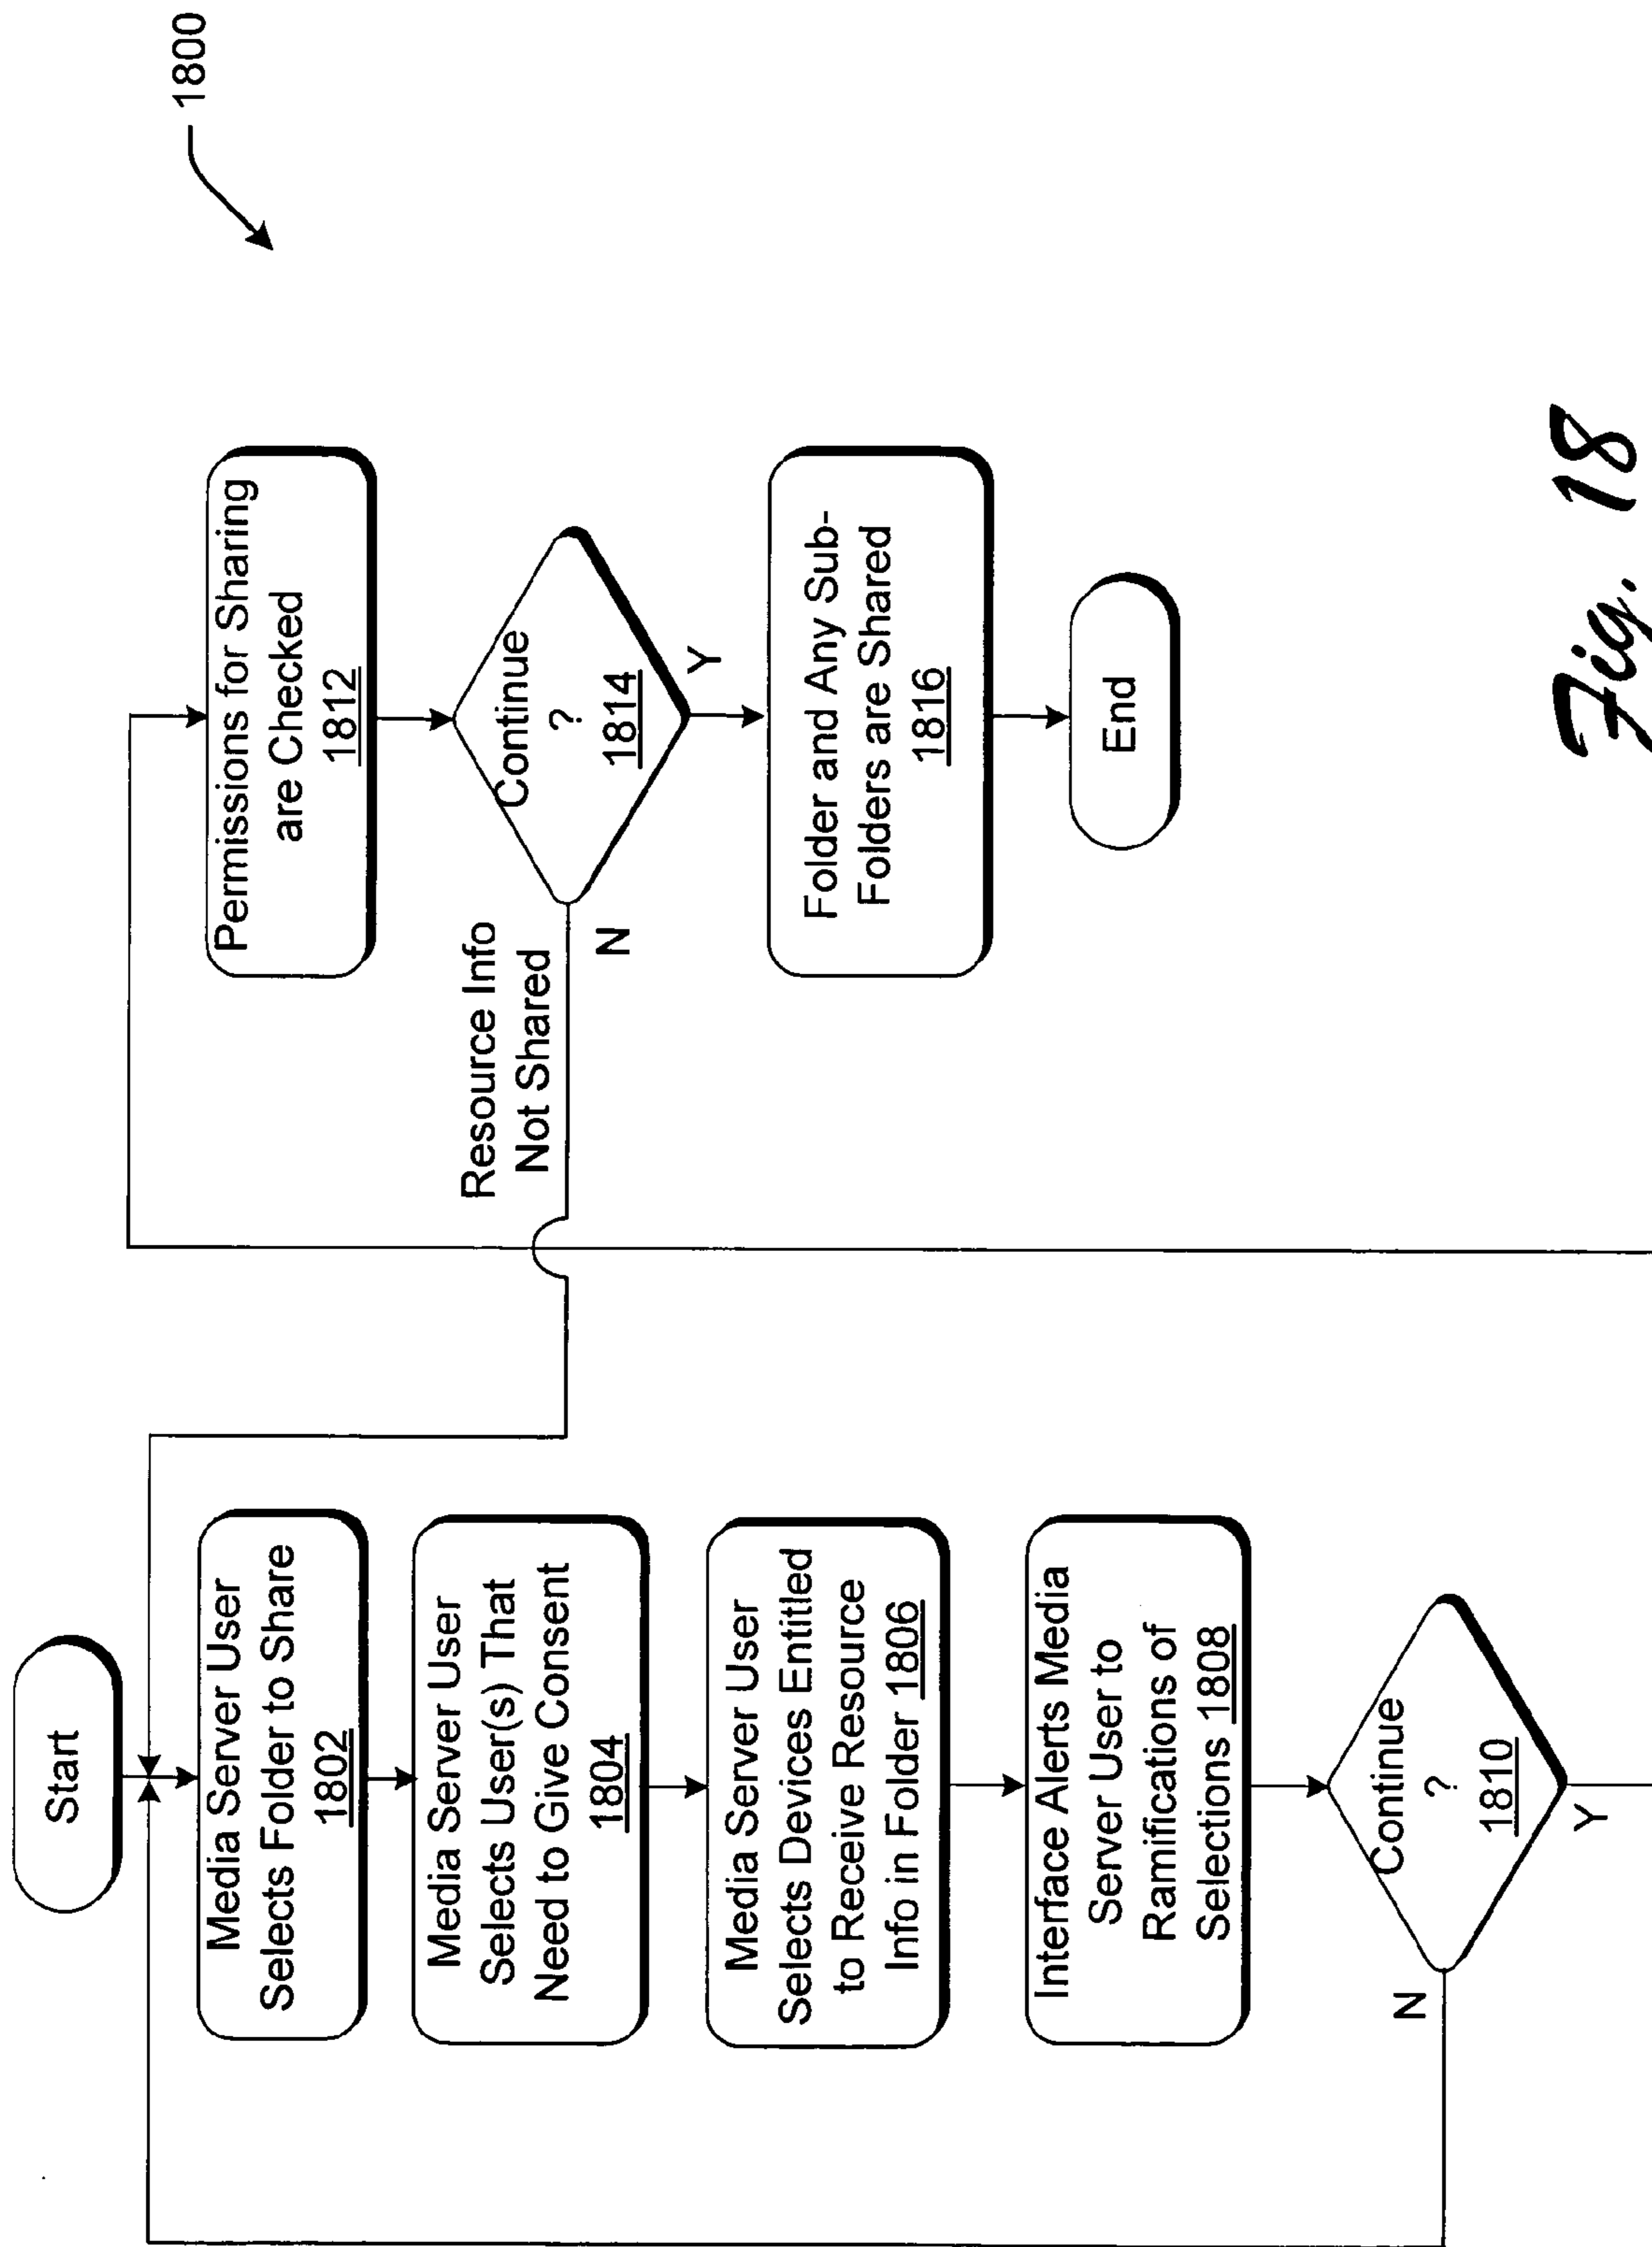 1800
Start
Media Server User
Selects Folder to Share
1802
Media Server User
Selects User(s) That
Need to Give Consent
1804
Media Server User
Selects Devices Entitled
to Receive Resource
Info in Folder 1806
Interface Alerts Media
Server User to
Ramifications of
Selections 1808
Continue
?
1810
N
Y
Permissions for Sharing
are Checked
1812
Continue
?
1814
Resource Info
Not Shared
N
Y
Folder and Any Sub-
Folders are Shared
1816
End
Fig. 18